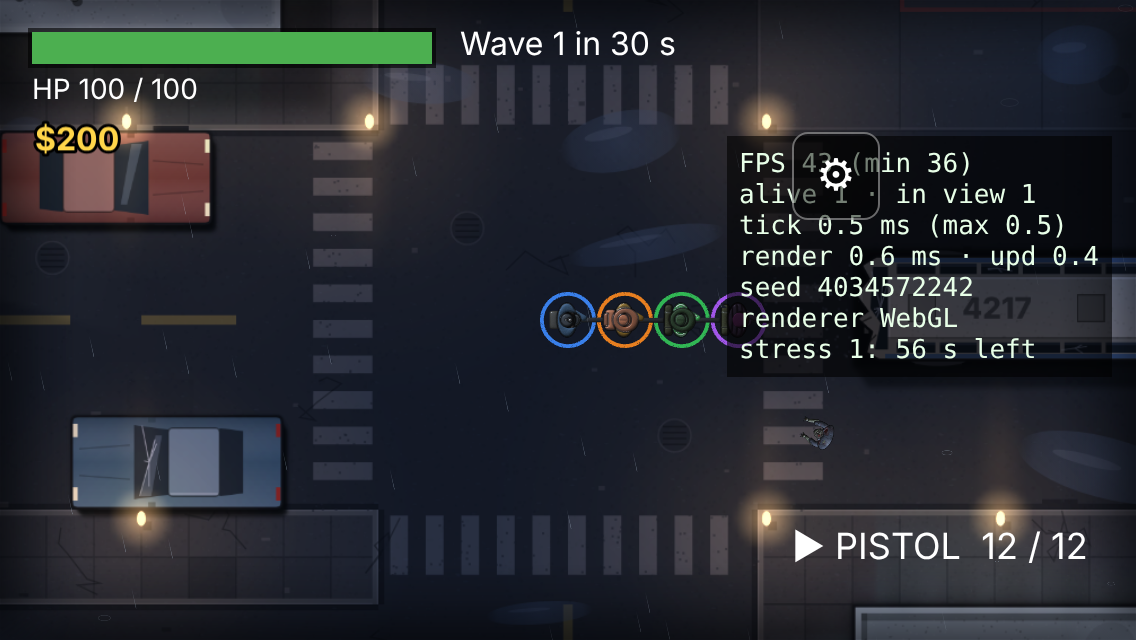 Wave 1 in 30 s
HP 100 / 100
$200
FPS 43 (min 36)
alive 1 · in view 1
tick 0.5 ms (max 0.5)
render 0.6 ms · upd 0.4
seed 4034572242
renderer WebGL
stress 1: 56 s left
4217
PISTOL 12 / 12